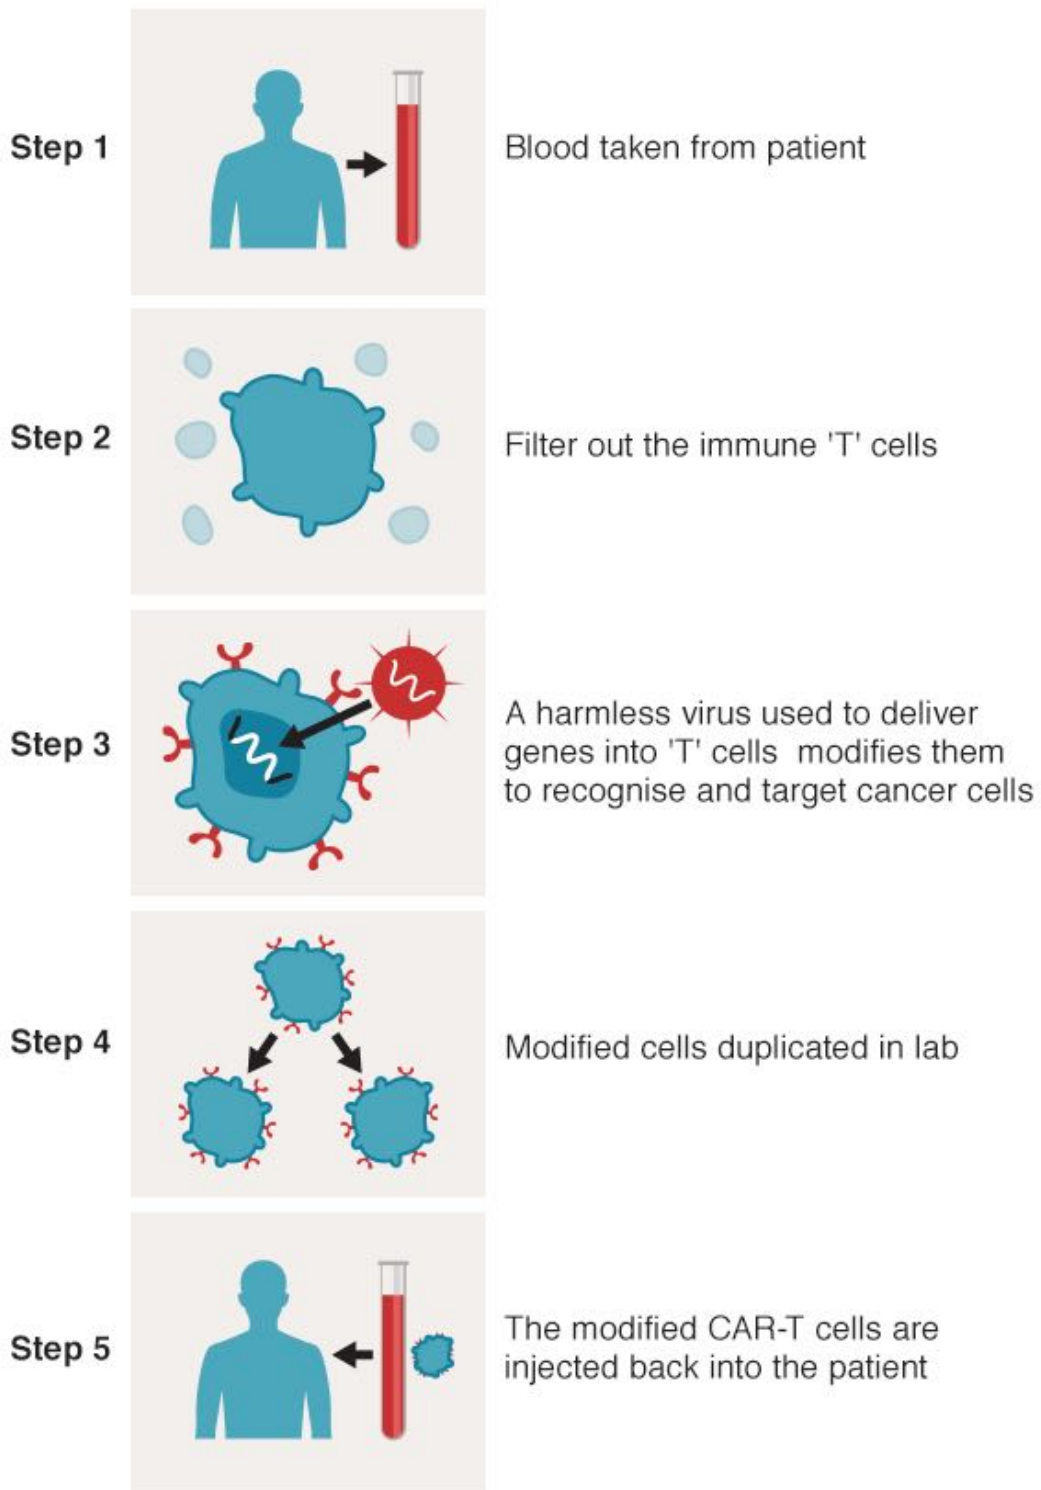 Step 1
Blood taken from patient
Step 2
Filter out the immune 'T' cells
Step 3
A harmless virus used to deliver
genes into 'T' cells  modifies them
to recognise and target cancer cells
Step 4
Modified cells duplicated in lab
Step 5
The modified CAR-T cells are
injected back into the patient